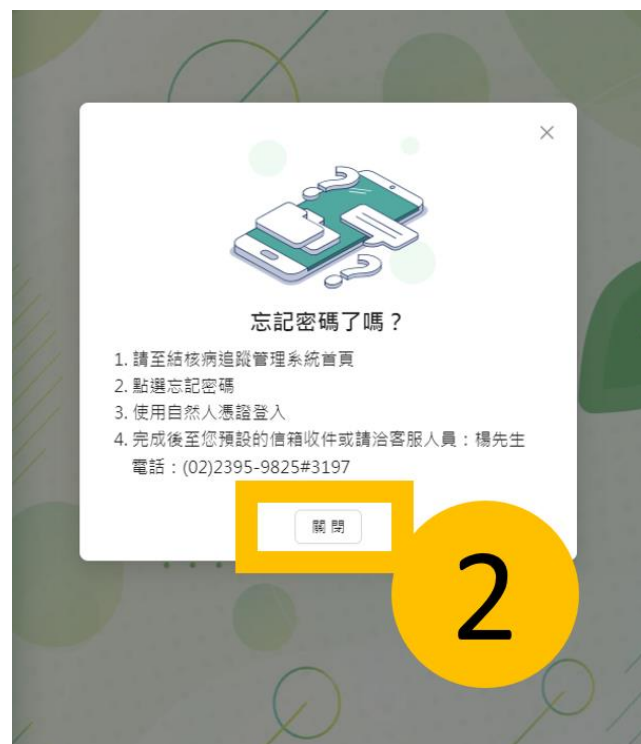 忘記密碼了嗎？
1. 請至結核病追蹤管理系統首頁
2. 點選忘記密碼
3. 使用自然人憑證登入
4. 完成後至您預設的信箱收件或請洽客服人員：楊先生
電話：(02)2395-9825#3197
關閉
2